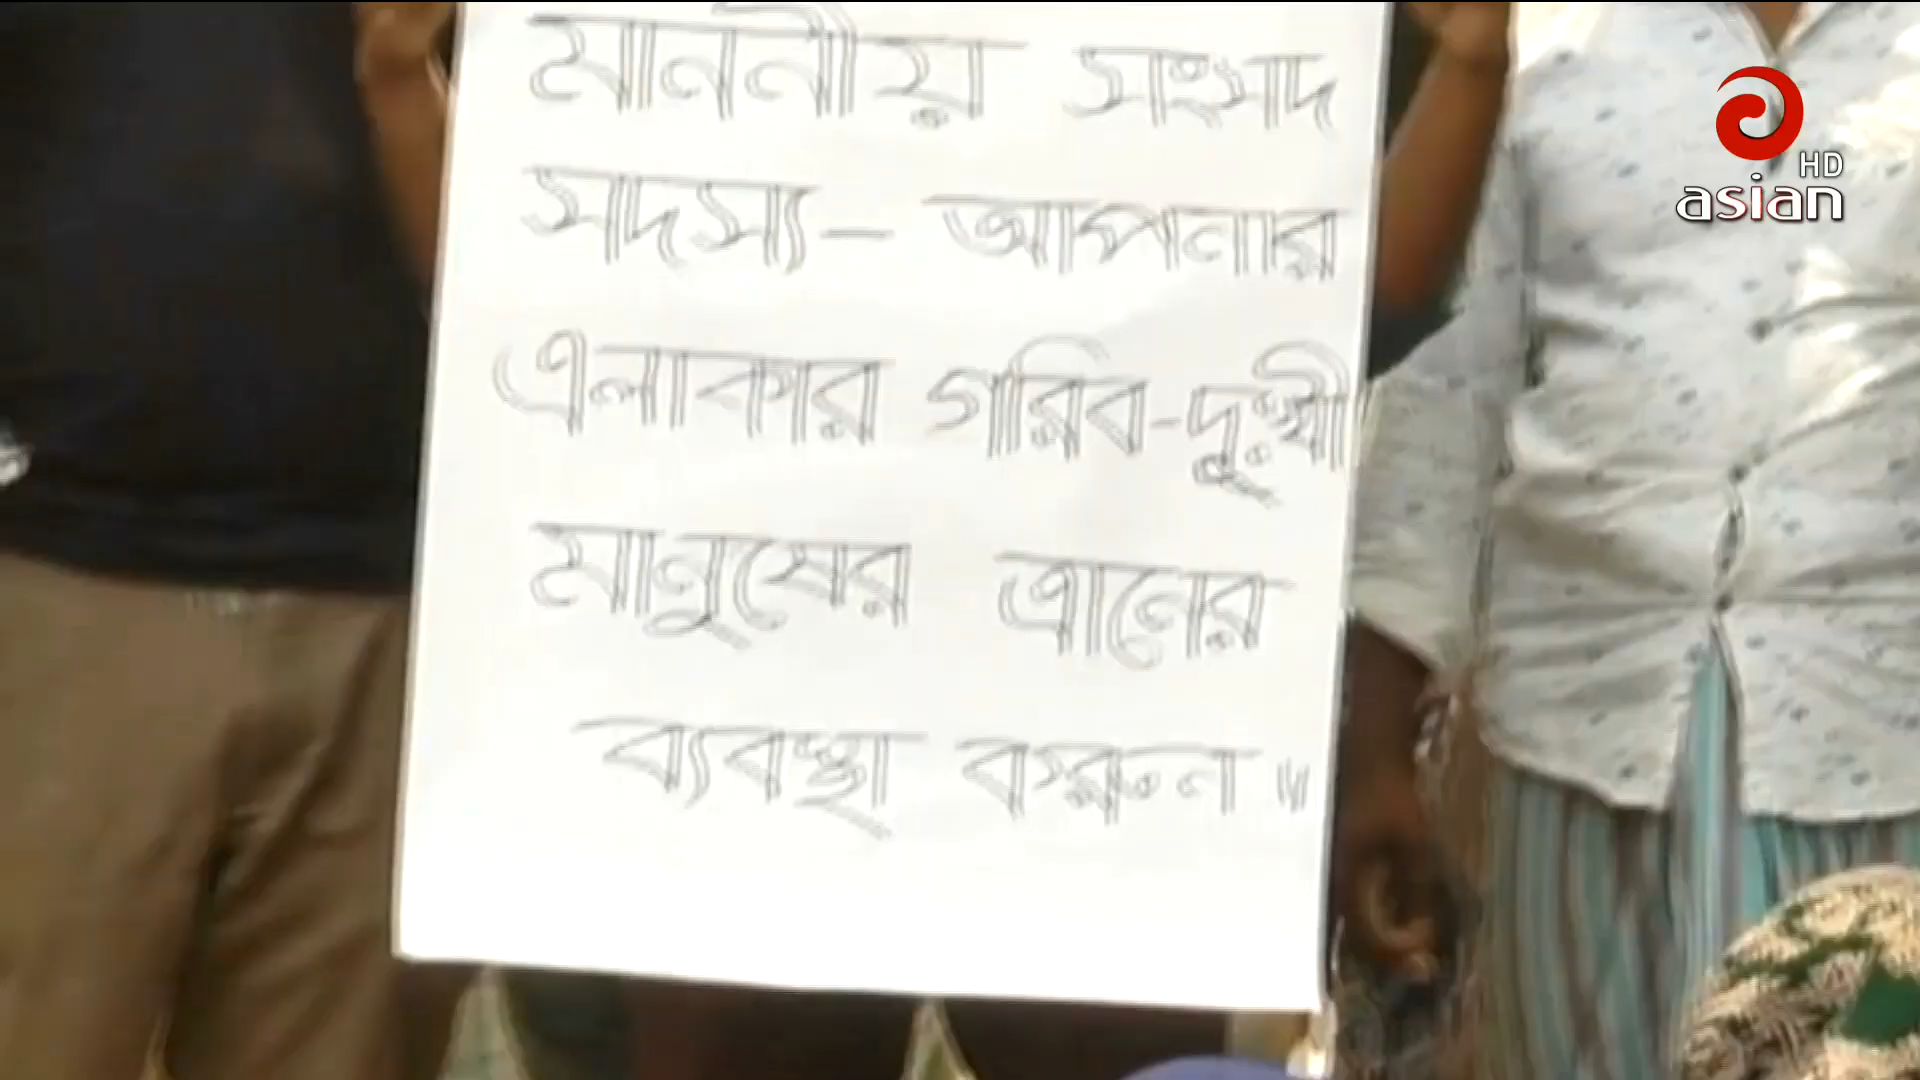 মাননীয় সংসদ
সদস্য- আপনার
এলাকার গরিব-দুঃখী
মানুষের ত্রানের
ব্যবস্থা করুন॥
HD
asian